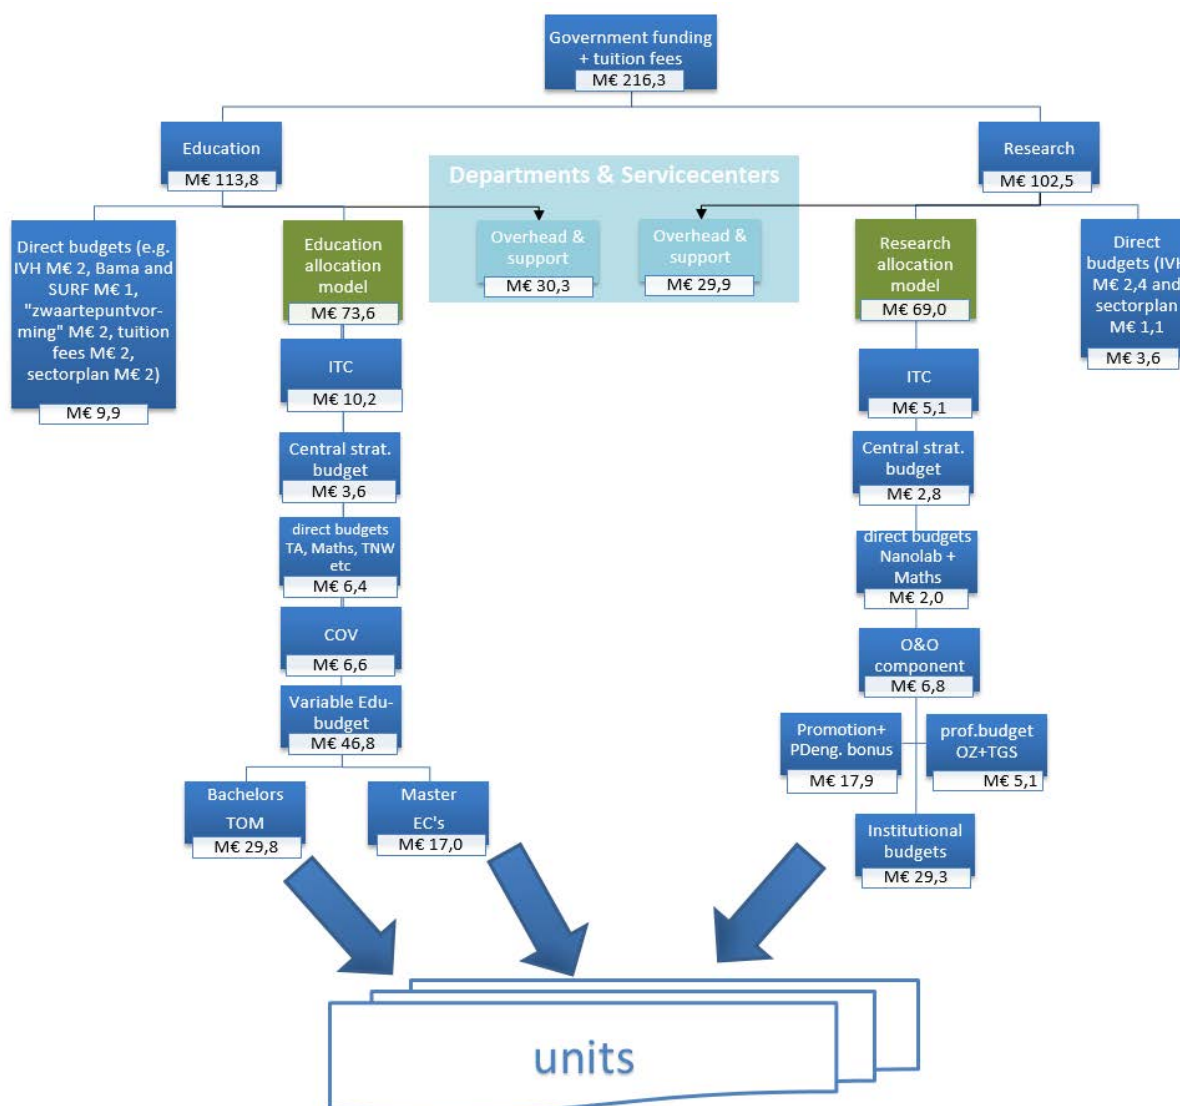 Government funding
+ tuition fees
M€ 216,3
Education
M€ 113,8
Research
M€ 102,5
Departments & Servicecenters
Direct budgets (e.g.
IVH M€ 2, Bama and
SURF M€ 1,
"zwaartepuntvor-
ming" M€ 2, tuition
fees M€ 2,
sectorplan M€ 2)
M€ 9,9
Education
allocation
model
M€ 73,6
Overhead &
support
M€ 30,3
Overhead &
support
M€ 29,9
Research
allocation
model
M€ 69,0
Direct
budgets (IVH
M€ 2,4 and
sectorplan
M€ 1,1
M€ 3,6
ITC
M€ 10,2
Central strat.
budget
M€ 3,6
direct budgets
TA, Maths, TNW
etc
M€ 6,4
COV
M€ 6,6
Variable Edu-
budget
M€ 46,8
Bachelors
TOM
M€ 29,8
Master
EC's
M€ 17,0
ITC
M€ 5,1
Central strat.
budget
M€ 2,8
direct budgets
Nanolab +
Maths
M€ 2,0
O&O
component
M€ 6,8
Promotion+
PDeng. bonus
M€ 17,9
prof.budget
OZ+TGS
M€ 5,1
Institutional
budgets
M€ 29,3
units